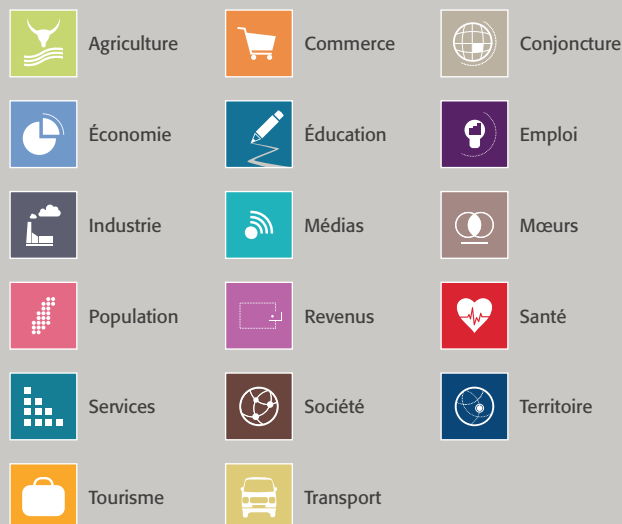 Agriculture
Commerce
Conjoncture
Économie
Éducation
Emploi
Industrie
Médias
Mœurs
Population
Revenus
Santé
Services
Société
Territoire
Tourisme
Transport